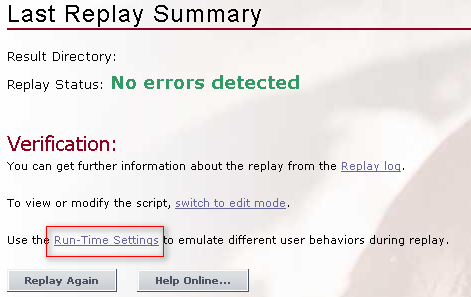 Last Replay Summary
Result Directory:
Replay Status: No errors detected
Verification:
You can get further information about the replay from the Replay log.
To view or modify the script, switch to edit mode.
Use the Run-Time Settings to emulate different user behaviors during replay.
Replay Again Help Online...